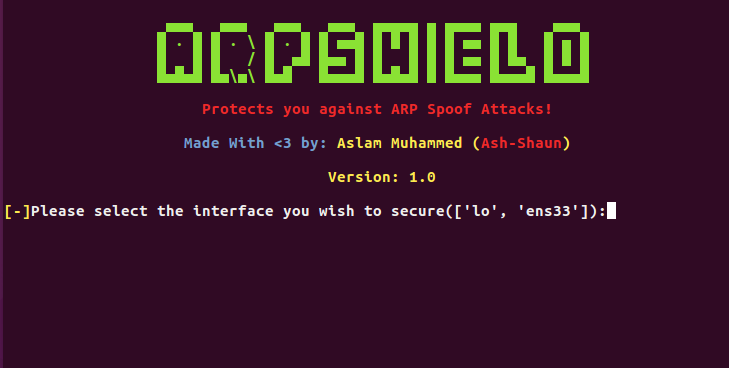 ARPSHIELD
Protects you against ARP Spoof Attacks!
Made With <3 by: Aslam Muhammed (Ash-Shaun)
Version: 1.0
[-]Please select the interface you wish to secure(['lo', 'ens33']):